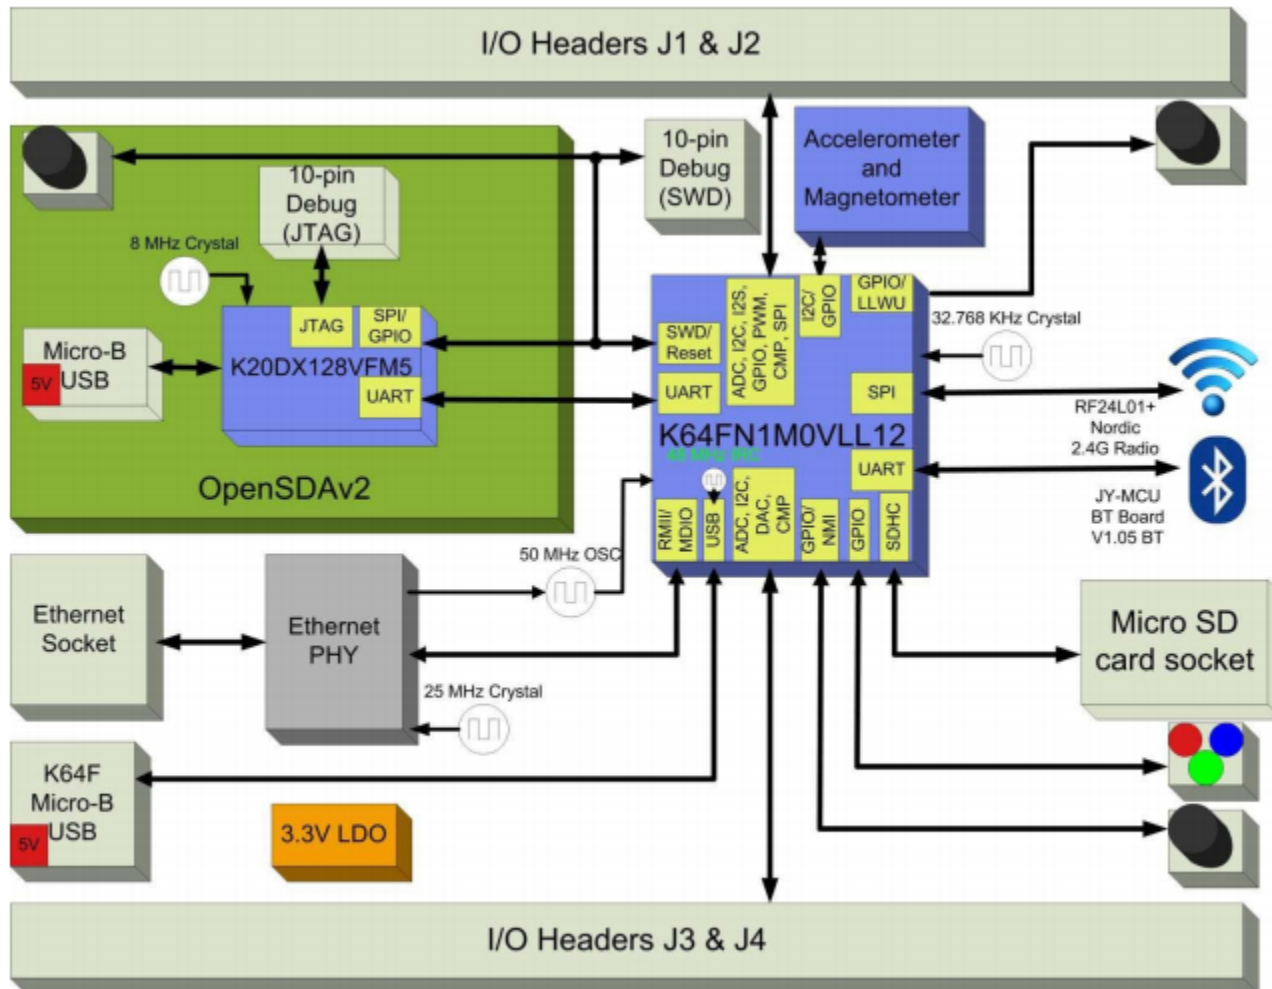 I/O Headers J1 & J2
10-pin
Debug
(SWD)
Accelerometer
and
Magnetometer
10-pin
Debug
(JTAG)
8 MHz Crystal
JTAG
SPI/
GPIO
K20DX128VFM5
UART
Micro-B
USB
5V
OpenSDAv2
SWD/
Reset
UART
ADC, I2C, I2S,
GPIO, PWM,
CMP, SPI
I2C/
GPIO
GPIO/
LLWU
32.768 KHz Crystal
SPI
K64FN1M0VLL12
48 MHz IRC
UART
RMII/
MDIO
USB
ADC, I2C,
DAC,
CMP
GPIO/
NMI
GPIO
SDHC
RF24L01+
Nordic
2.4G Radio
JY-MCU
BT Board
V1.05 BT
50 MHz OSC
Ethernet
Socket
Ethernet
PHY
25 MHz Crystal
Micro SD
card socket
K64F
Micro-B
USB
5V
3.3V LDO
I/O Headers J3 & J4